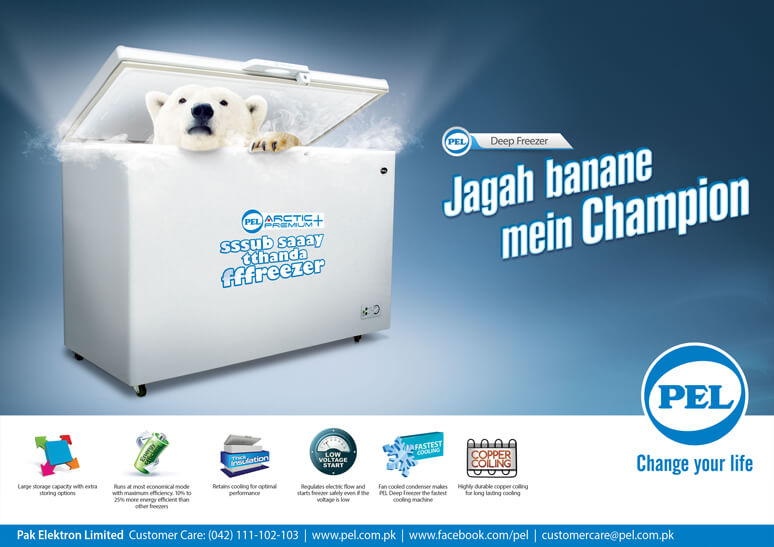 PEL Deep Freezer
Jagah banane
mein Champion
PEL ARCTIC
PREMIUM+
sssub saaay
tthanda
fffreezer
PEL
Change your life
Large storage capacity with extra
storing options
Runs at most economical mode
with maximum efficiency. 10% to
25% more energy efficient than
other freezers
Thick
Insulation
Retains cooling for optimal
performance
LOW
VOLTAGE
START
Regulates electric flow and
starts freezer safely even if the
voltage is low
FASTEST
COOLING
Fan cooled condenser makes
PEL Deep Freezer the fastest
cooling machine
COPPER
COILING
Highly durable copper coiling
for long lasting cooling
Pak Elektron Limited Customer Care: (042) 111-102-103 | www.pel.com.pk | www.facebook.com/pel | customercare@pel.com.pk